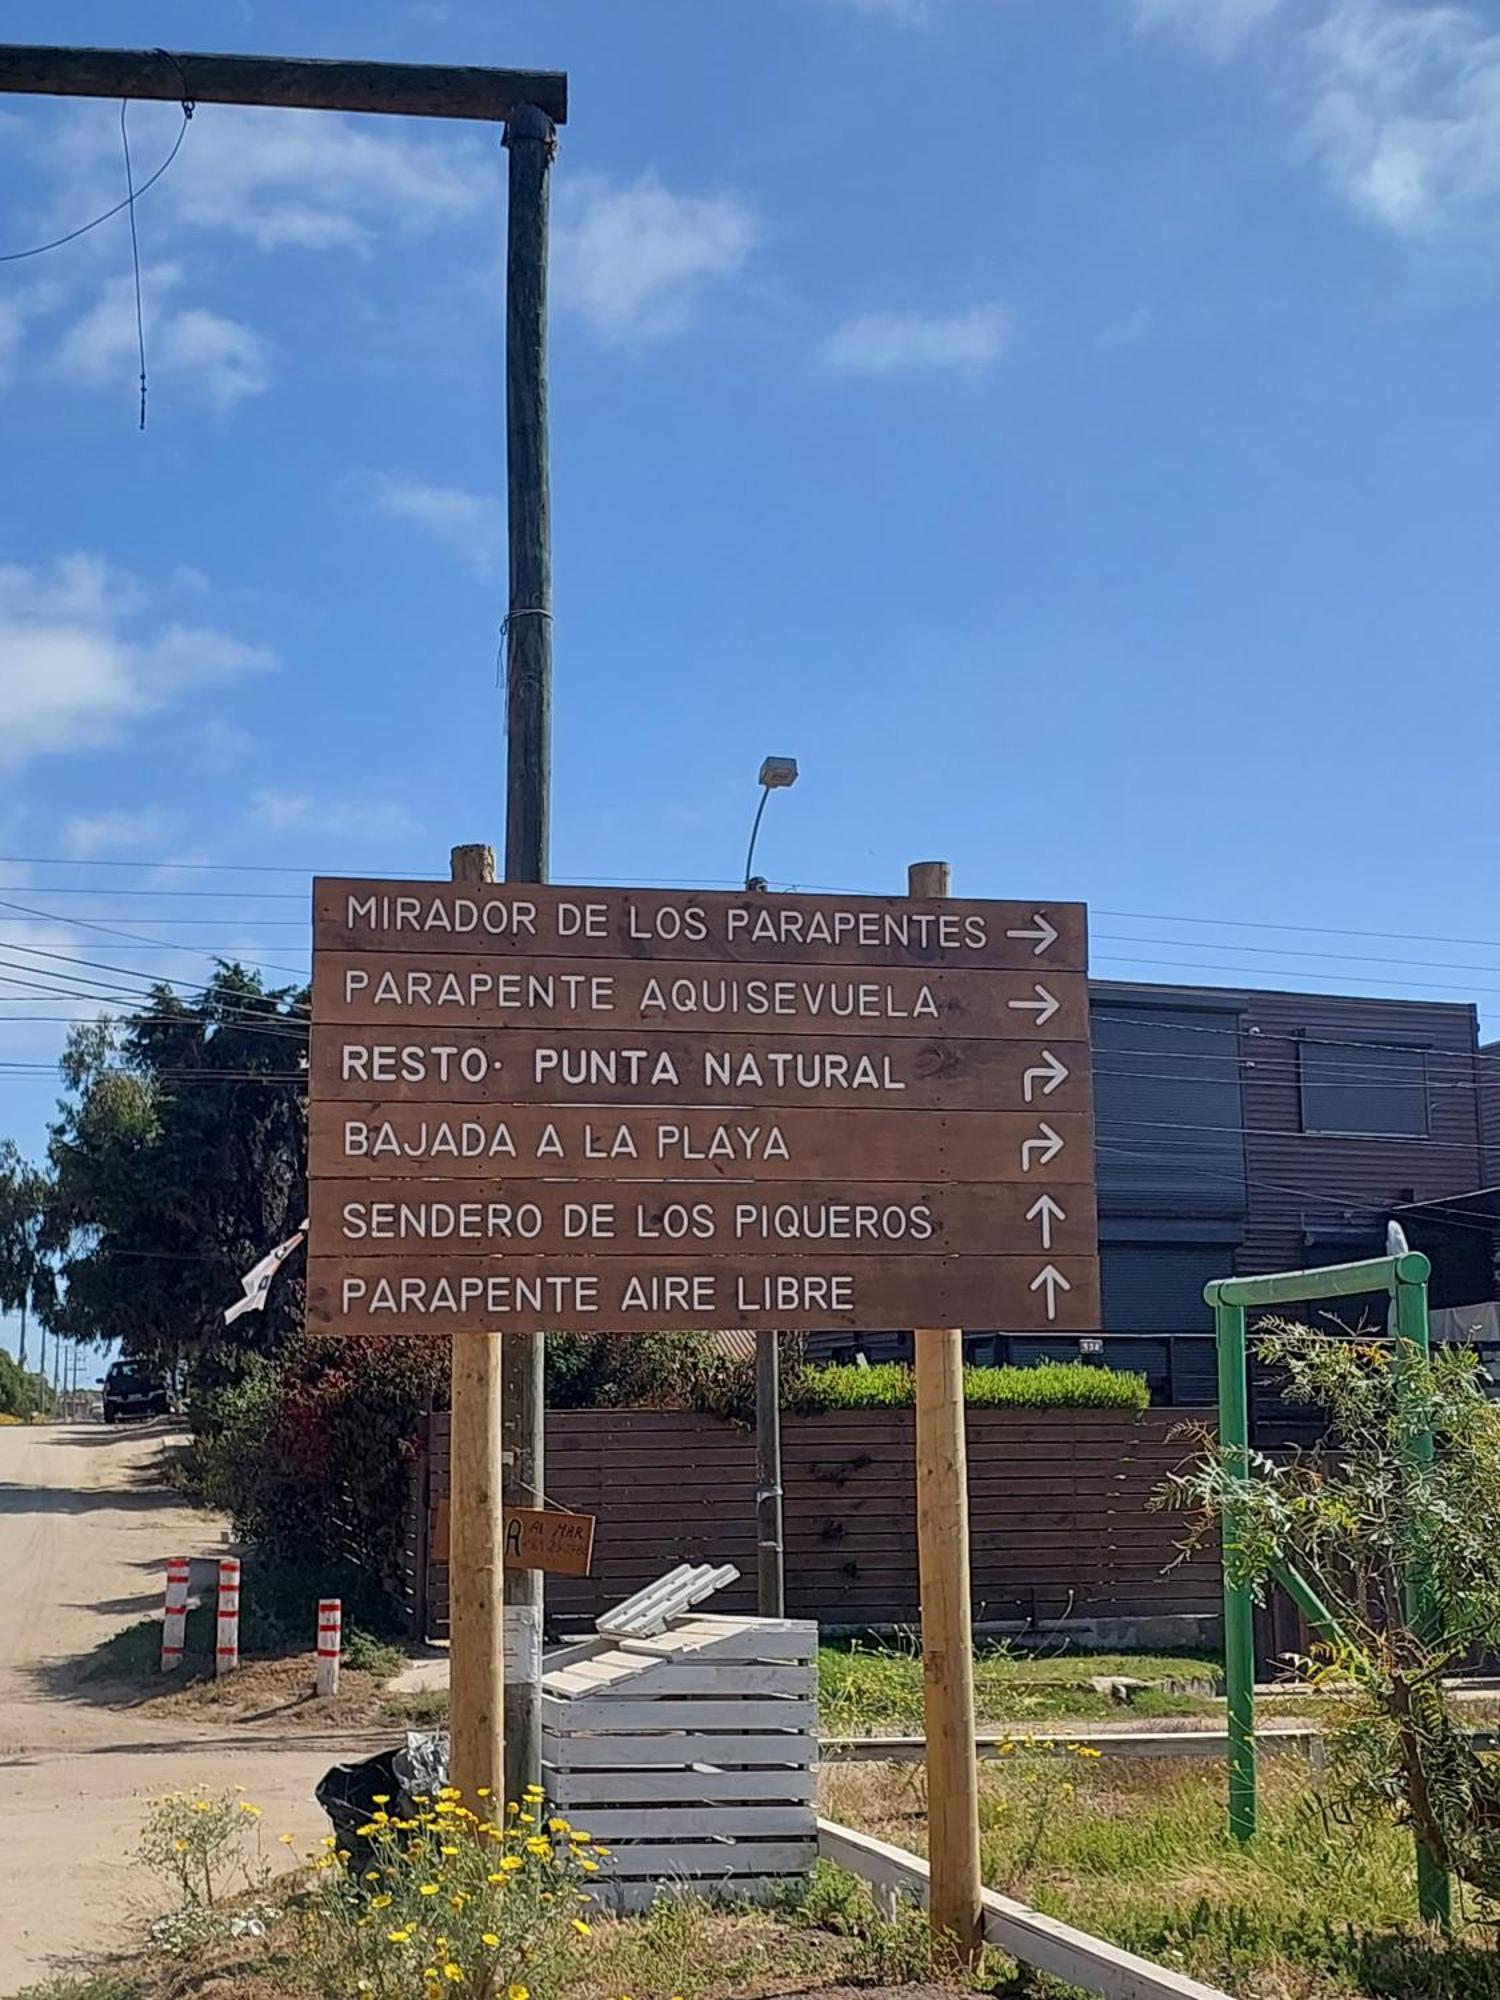 MIRADOR DE LOS PARAPENTES →
PARAPENTE AQUISEVUELA →
RESTO· PUNTA NATURAL ↱
BAJADA A LA PLAYA ↱
SENDERO DE LOS PIQUEROS ↑
PARAPENTE AIRE LIBRE ↑
AL MAR